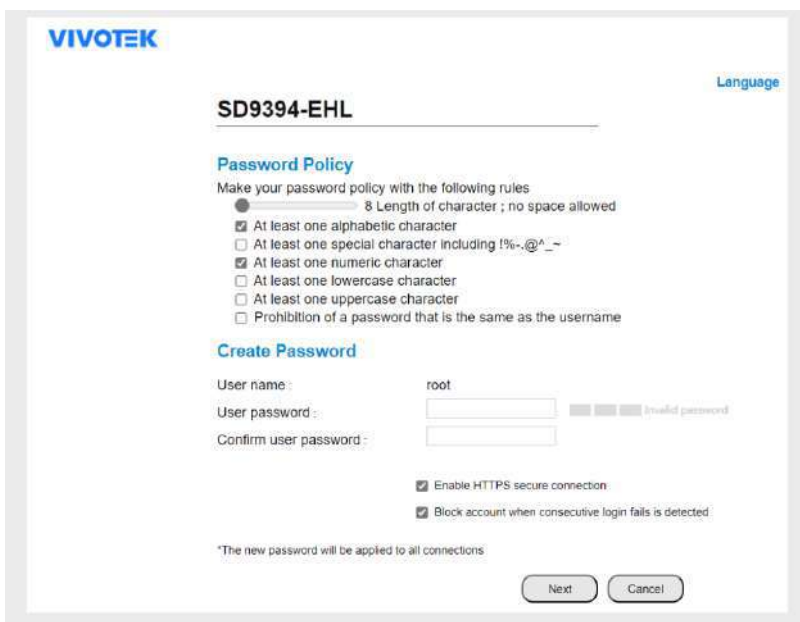 VIVOTEK
Language
SD9394-EHL
Password Policy
Make your password policy with the following rules
8 Length of character ; no space allowed
At least one alphabetic character
At least one special character including !%-.@^_~
At least one numeric character
At least one lowercase character
At least one uppercase character
Prohibition of a password that is the same as the username
Create Password
User name : root
User password : Invalid password
Confirm user password :
Enable HTTPS secure connection
Block account when consecutive login fails is detected
*The new password will be applied to all connections
Next Cancel